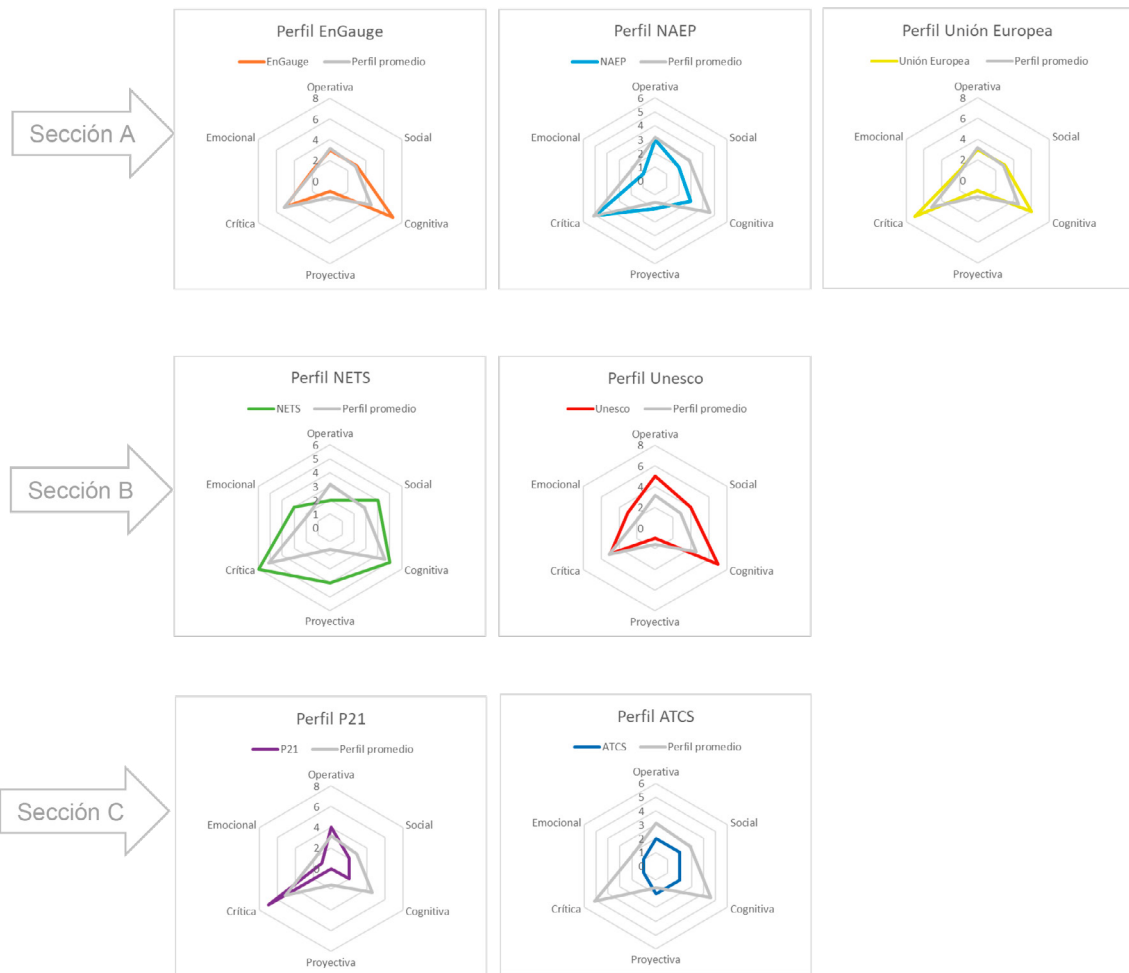 Sección A
Perfil EnGauge
EnGauge Perfil promedio
Operativa
8
6
4
2
0
Emocional
Social
Crítica
Cognitiva
Proyectiva
Perfil NAEP
NAEP Perfil promedio
Operativa
6
5
4
3
2
1
0
Emocional
Social
Crítica
Cognitiva
Proyectiva
Perfil Unión Europea
Unión Europea Perfil promedio
Operativa
8
6
4
2
0
Emocional
Social
Crítica
Cognitiva
Proyectiva
Sección B
Perfil NETS
NETS Perfil promedio
Operativa
6
5
4
3
2
1
0
Emocional
Social
Crítica
Cognitiva
Proyectiva
Perfil Unesco
Unesco Perfil promedio
Operativa
8
6
4
2
0
Emocional
Social
Crítica
Cognitiva
Proyectiva
Sección C
Perfil P21
P21 Perfil promedio
Operativa
8
6
4
2
0
Emocional
Social
Crítica
Cognitiva
Proyectiva
Perfil ATCS
ATCS Perfil promedio
Operativa
6
5
4
3
2
1
0
Emocional
Social
Crítica
Cognitiva
Proyectiva